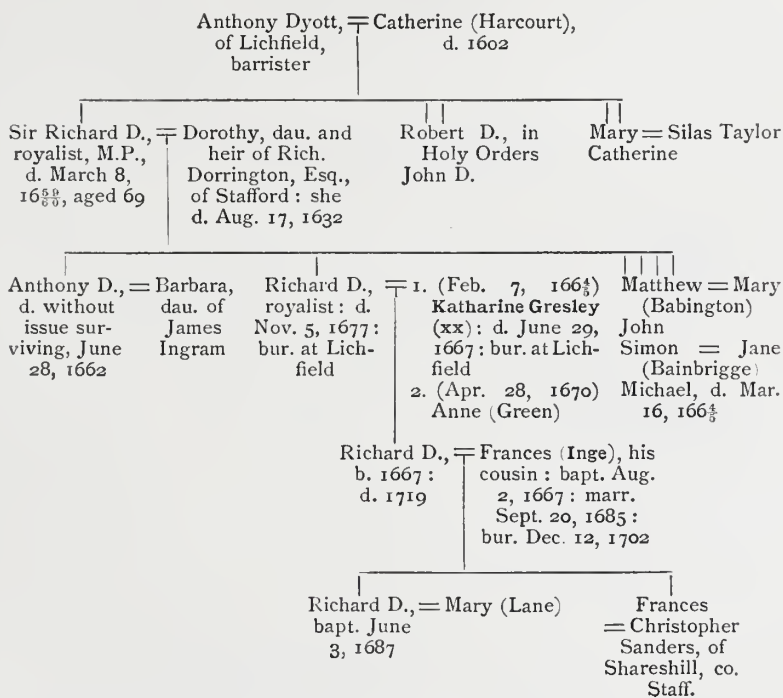 Anthony Dyott, = Catherine (Harcourt),
of Lichfield, d. 1602
barrister
Sir Richard D., = Dorothy, dau. and
royalist, M.P., heir of Rich.
d. March 8, Dorrington, Esq.,
16 59/60, aged 69 of Stafford : she
d. Aug. 17, 1632
Robert D., in
Holy Orders
John D.
Mary = Silas Taylor
Catherine
Anthony D., = Barbara,
d. without dau. of
issue sur- James
viving, June Ingram
28, 1662
Richard D., =
royalist : d.
Nov. 5, 1677 :
bur. at Lich-
field
1. (Feb. 7, 166 4/5)
Katharine Gresley
(xx) : d. June 29,
1667 : bur. at Lich-
field
2. (Apr. 28, 1670)
Anne (Green)
Matthew = Mary
(Babington)
John
Simon = Jane
(Bainbrigge)
Michael, d. Mar.
16, 166 4/5
Richard D., = Frances (Inge), his
b. 1667 : cousin : bapt. Aug.
d. 1719 2, 1667 : marr.
Sept. 20, 1685 :
bur. Dec. 12, 1702
Richard D., = Mary (Lane)
bapt. June
3, 1687
Frances
= Christopher
Sanders, of
Shareshill, co.
Staff.